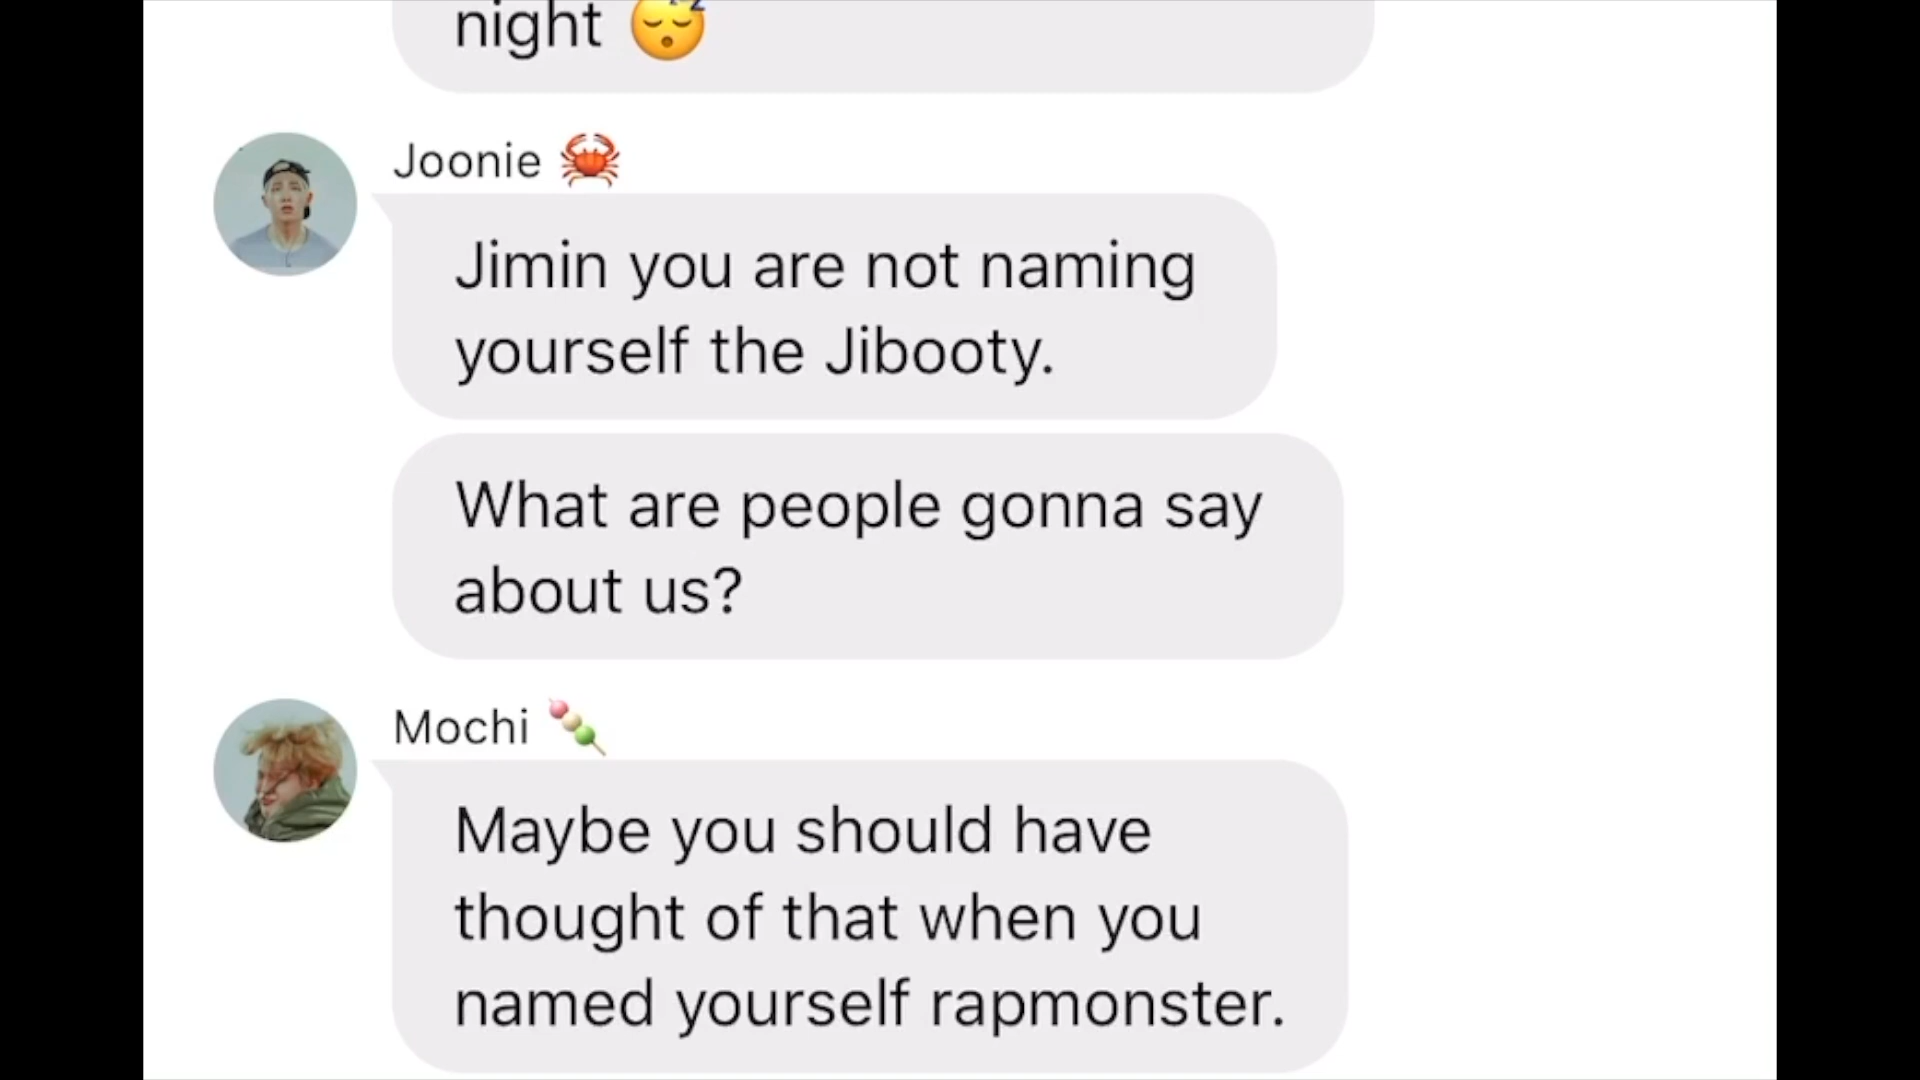 night 😴
Joonie 🦀
Jimin you are not naming
yourself the Jibooty.
What are people gonna say
about us?
Mochi 🍡
Maybe you should have
thought of that when you
named yourself rapmonster.